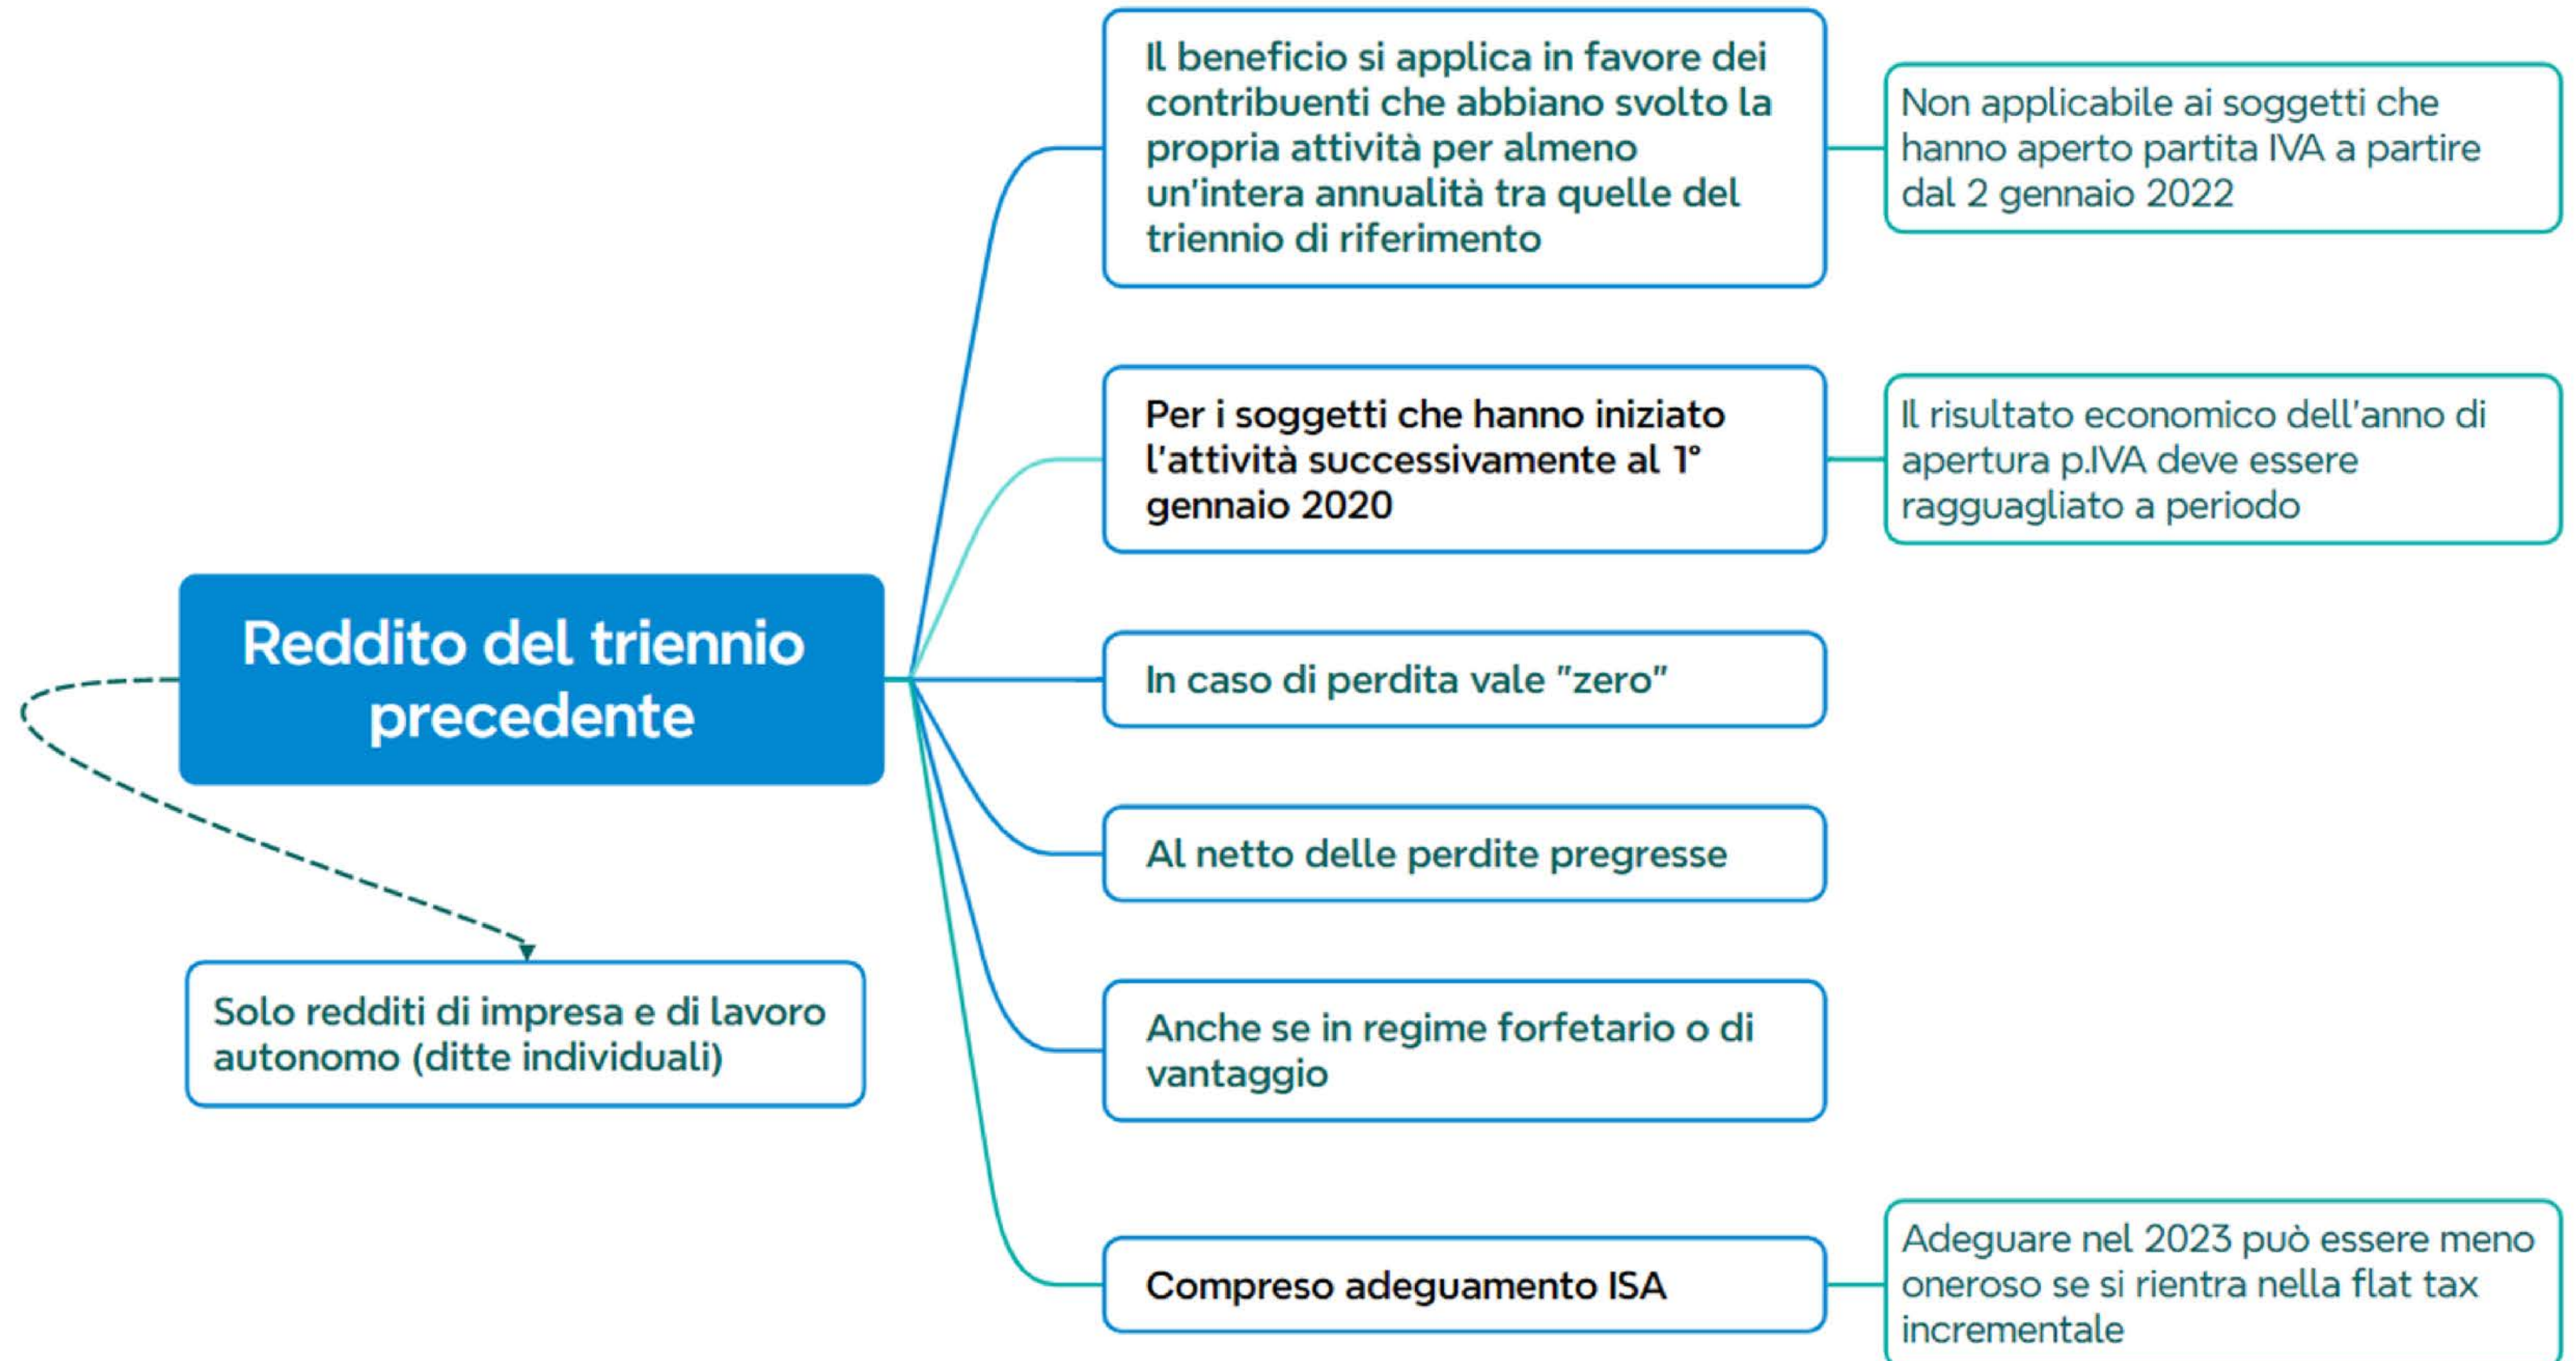 Reddito del triennio
precedente
Solo redditi di impresa e di lavoro
autonomo (ditte individuali)
Il beneficio si applica in favore dei
contribuenti che abbiano svolto la
propria attività per almeno
un'intera annualità tra quelle del
triennio di riferimento
Non applicabile ai soggetti che
hanno aperto partita IVA a partire
dal 2 gennaio 2022
Per i soggetti che hanno iniziato
l'attività successivamente al 1°
gennaio 2020
Il risultato economico dell'anno di
apertura p.IVA deve essere
ragguagliato a periodo
In caso di perdita vale "zero"
Al netto delle perdite pregresse
Anche se in regime forfetario o di
vantaggio
Compreso adeguamento ISA
Adeguare nel 2023 può essere meno
oneroso se si rientra nella flat tax
incrementale